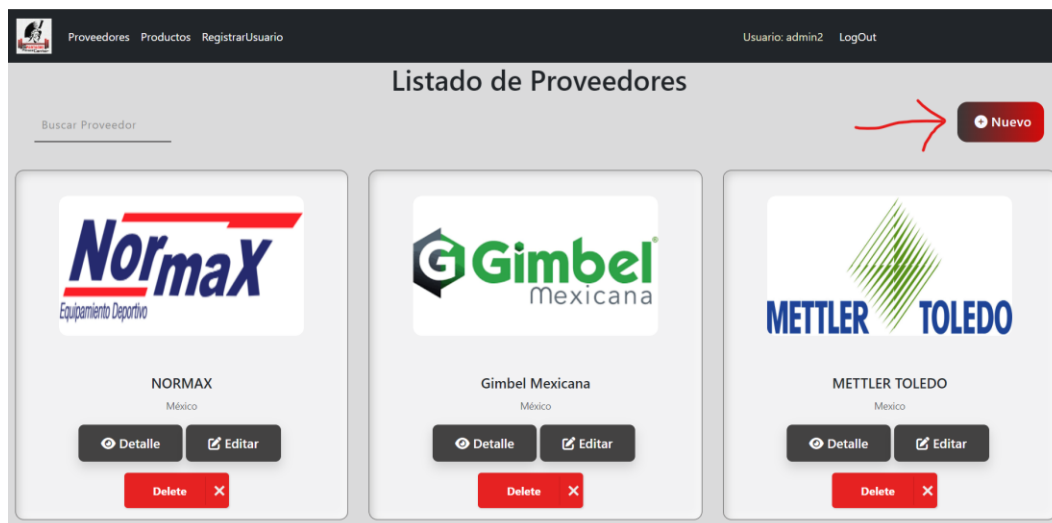 Proveedores Productos RegistrarUsuario Usuario: admin2 LogOut
Listado de Proveedores
Buscar Proveedor
Nuevo
NormaX
Equipamiento Deportivo
Gimbel
Mexicana
METTLER TOLEDO
NORMAX
México
Detalle Editar
Delete
Gimbel Mexicana
México
Detalle Editar
Delete
METTLER TOLEDO
Mexico
Detalle Editar
Delete